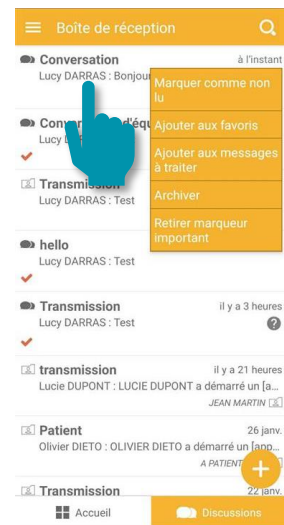 Boîte de réception
Conversation
à l'instant
Lucy DARRAS : Bonjour
Marquer comme non
lu
Ajouter aux favoris
Ajouter aux messages
à traiter
Archiver
Retirer marqueur
important
Lucy
Transmission
Lucy DARRAS : Test
hello
Lucy DARRAS : Test
Transmission
il y a 3 heures
Lucy DARRAS : Test
transmission
il y a 21 heures
Lucie DUPONT : LUCIE DUPONT a démarré un [a...
JEAN MARTIN
Patient
26 janv.
Olivier DIETO : OLIVIER DIETO a démarré un [app...
A PATIENT
Transmission
22 janv.
Accueil
Discussions